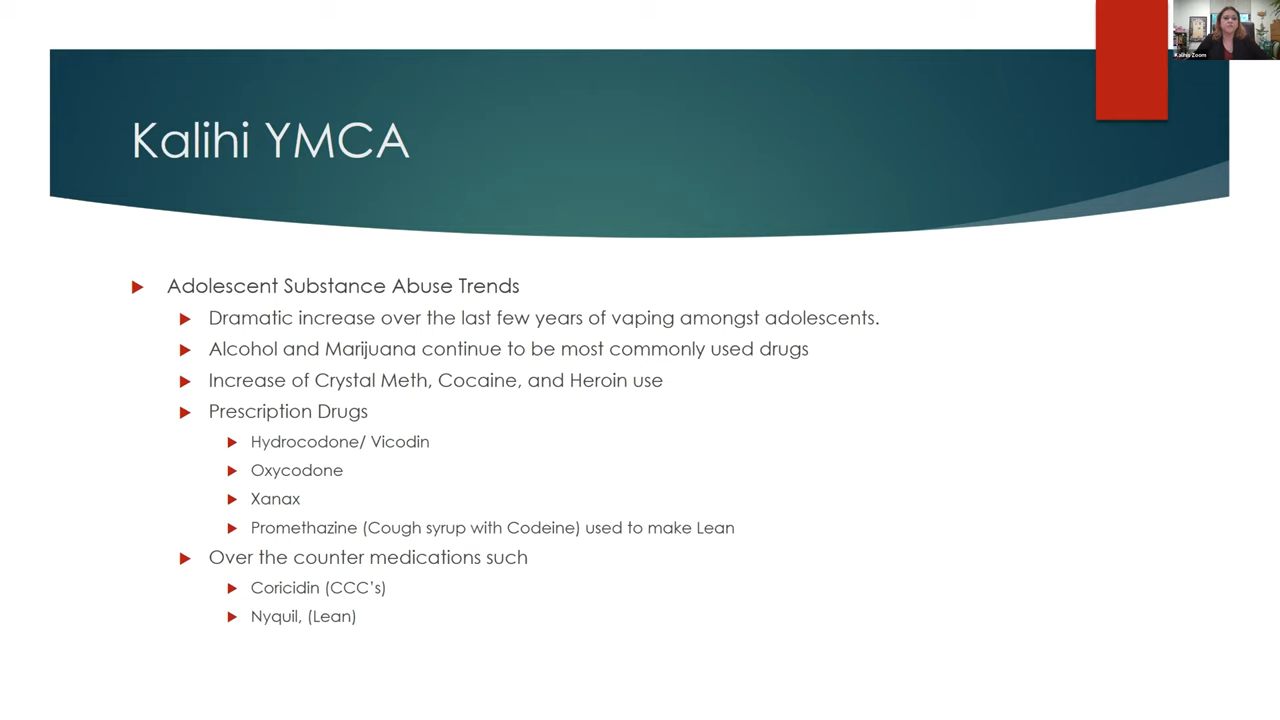 Kalihi Zoom
Kalihi YMCA
Adolescent Substance Abuse Trends
Dramatic increase over the last few years of vaping amongst adolescents.
Alcohol and Marijuana continue to be most commonly used drugs
Increase of Crystal Meth, Cocaine, and Heroin use
Prescription Drugs
Hydrocodone/ Vicodin
Oxycodone
Xanax
Promethazine (Cough syrup with Codeine) used to make Lean
Over the counter medications such
Coricidin (CCC's)
Nyquil, (Lean)